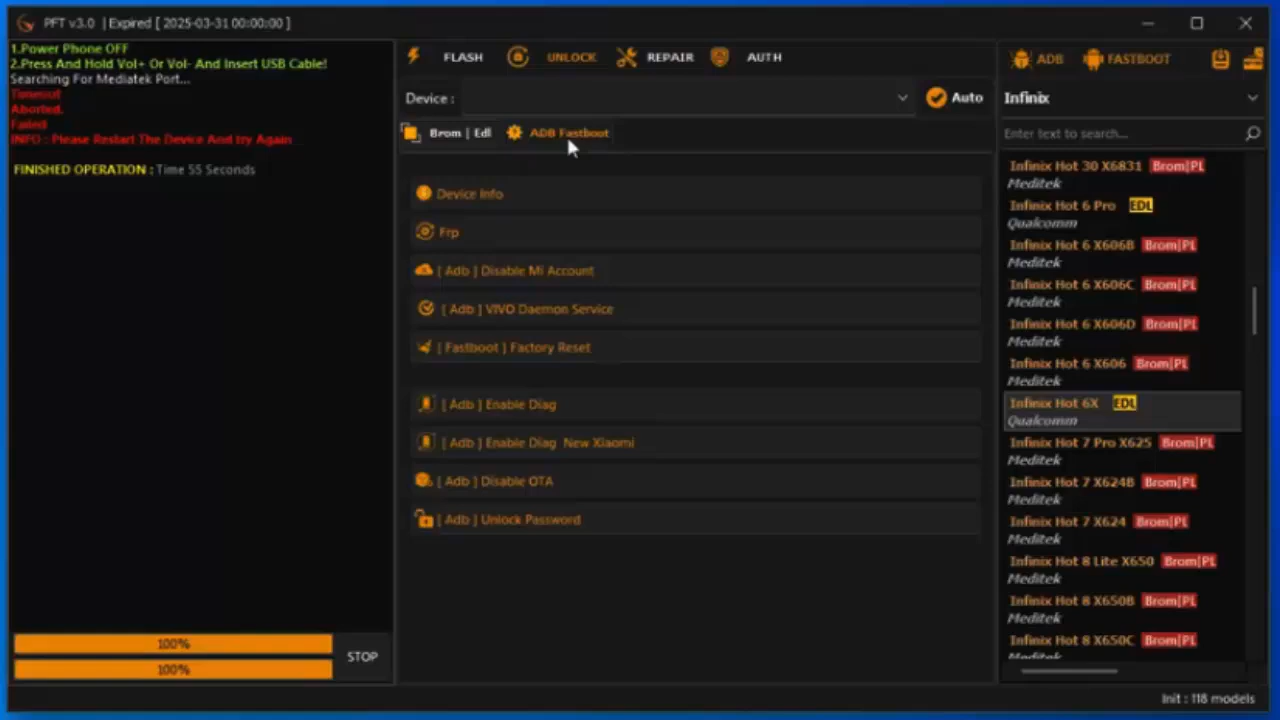 PFT v3.0 | Expired [ 2025-03-31 00:00:00 ]
1.Power Phone OFF
2.Press And Hold Vol+ Or Vol- And Insert USB Cable!
Searching For Mediatek Port...
Timeout
Aborted.
Failed
INFO : Please Restart The Device And try Again
FINISHED OPERATION : Time 55 Seconds
100%
100%
STOP
FLASH UNLOCK REPAIR AUTH
Device : Auto
Brom | Edl ADB Fastboot
Device Info
Frp
[ Adb ] Disable Mi Account
[ Adb ] VIVO Daemon Service
[ Fastboot ] Factory Reset
[ Adb ] Enable Diag
[ Adb ] Enable Diag New Xiaomi
[ Adb ] Disable OTA
[ Adb ] Unlock Password
ADB FASTBOOT
Infinix
Enter text to search...
Infinix Hot 30 X6831 Brom|PL
Meditek
Infinix Hot 6 Pro EDL
Qualcomm
Infinix Hot 6 X606B Brom|PL
Meditek
Infinix Hot 6 X606C Brom|PL
Meditek
Infinix Hot 6 X606D Brom|PL
Meditek
Infinix Hot 6 X606 Brom|PL
Meditek
Infinix Hot 6X EDL
Qualcomm
Infinix Hot 7 Pro X625 Brom|PL
Meditek
Infinix Hot 7 X624B Brom|PL
Meditek
Infinix Hot 7 X624 Brom|PL
Meditek
Infinix Hot 8 Lite X650 Brom|PL
Meditek
Infinix Hot 8 X650B Brom|PL
Meditek
Infinix Hot 8 X650C Brom|PL
Meditek
Init : 118 models